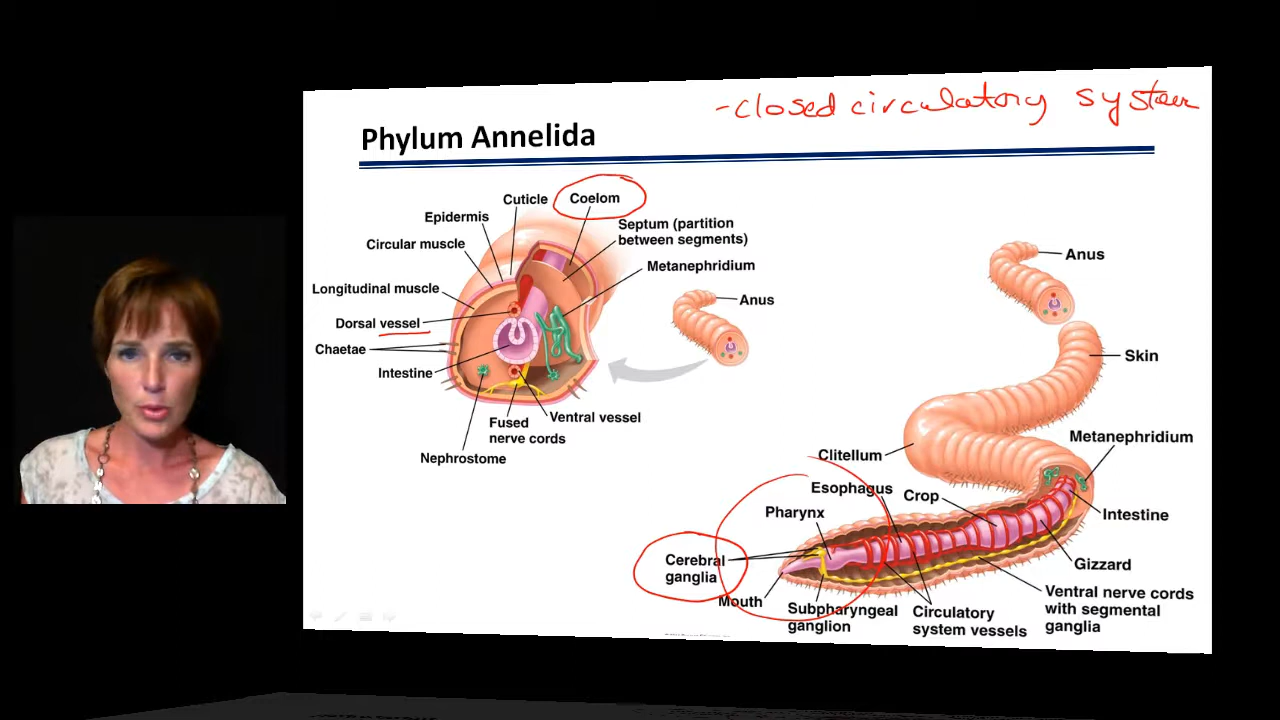 -closed circulatory system
Phylum Annelida
Cuticle
Coelom
Epidermis
Septum (partition
between segments)
Circular muscle
Metanephridium
Longitudinal muscle
Dorsal vessel
Chaetae
Intestine
Anus
Ventral vessel
Fused
nerve cords
Nephrostome
Anus
Skin
Clitellum
Metanephridium
Esophagus
Crop
Pharynx
Intestine
Cerebral
ganglia
Gizzard
Mouth
Subpharyngeal
ganglion
Circulatory
system vessels
Ventral nerve cords
with segmental
ganglia